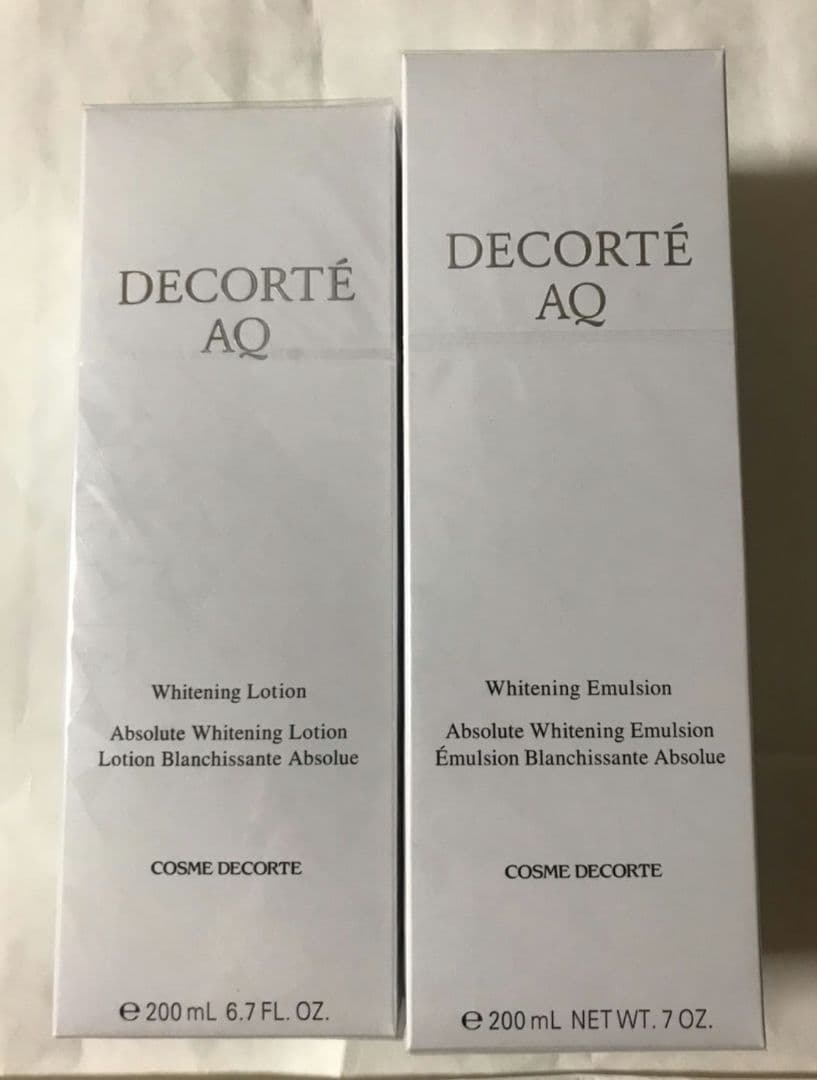 DECORTÉ
AQ
Whitening Lotion
Absolute Whitening Lotion
Lotion Blanchissante Absolue
COSME DECORTE
℮ 200 mL 6.7 FL. OZ.
DECORTÉ
AQ
Whitening Emulsion
Absolute Whitening Emulsion
Émulsion Blanchissante Absolue
COSME DECORTE
℮ 200 mL NET WT. 7 OZ.